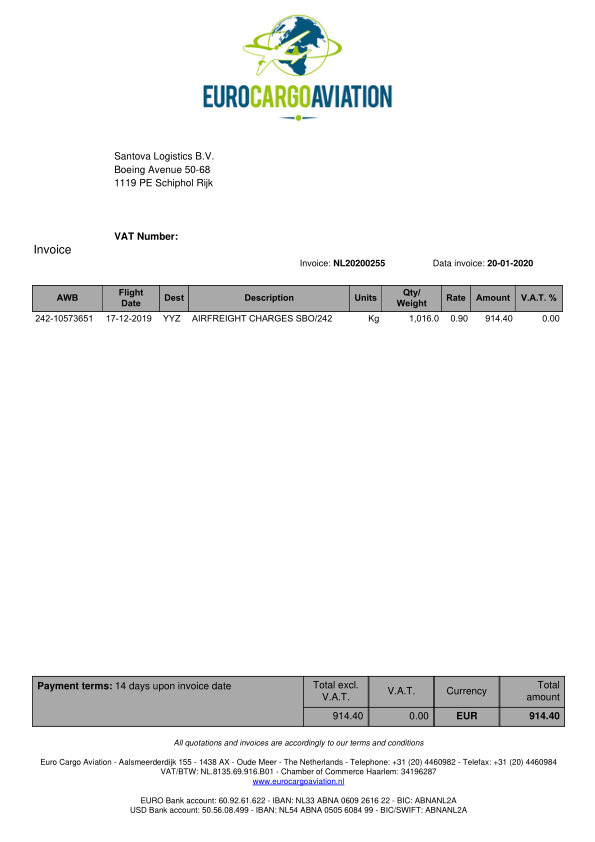 EUROCARGOAVIATION
Santova Logistics B.V.
Boeing Avenue 50-68
1119 PE Schiphol Rijk
VAT Number:
Invoice
Invoice: NL20200255 Data invoice: 20-01-2020
AWB Flight Date Dest Description Units Qty/ Weight Rate Amount V.A.T. %
242-10573651 17-12-2019 YYZ AIRFREIGHT CHARGES SBO/242 Kg 1,016.0 0.90 914.40 0.00
Payment terms: 14 days upon invoice date Total excl. V.A.T. V.A.T. Currency Total amount
914.40 0.00 EUR 914.40
All quotations and invoices are accordingly to our terms and conditions
Euro Cargo Aviation - Aalsmeerderdijk 155 - 1438 AX - Oude Meer - The Netherlands - Telephone: +31 (20) 4460982 - Telefax: +31 (20) 4460984
VAT/BTW: NL.8135.69.916.B01 - Chamber of Commerce Haarlem: 34196287
www.eurocargoaviation.nl
EURO Bank account: 60.92.61.622 - IBAN: NL33 ABNA 0609 2616 22 - BIC: ABNANL2A
USD Bank account: 50.56.08.499 - IBAN: NL54 ABNA 0505 6084 99 - BIC/SWIFT: ABNANL2A